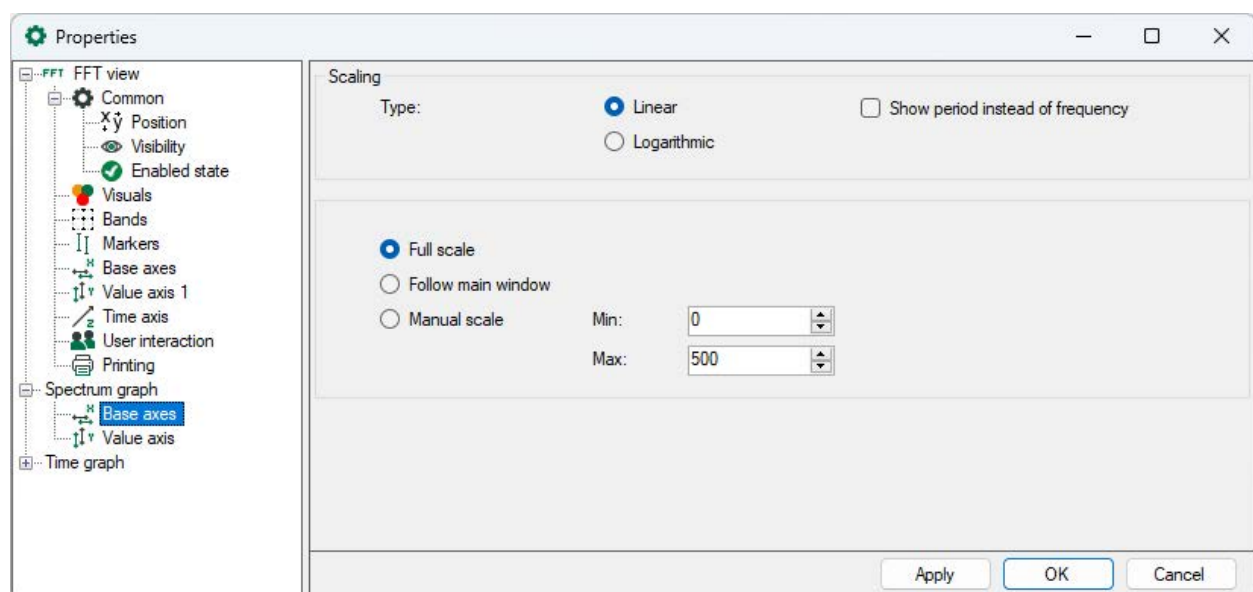 Properties
FFT FFT view
Common
Position
Visibility
Enabled state
Visuals
Bands
Markers
Base axes
Value axis 1
Time axis
User interaction
Printing
Spectrum graph
Base axes
Value axis
Time graph
Scaling
Type:
Linear
Show period instead of frequency
Logarithmic
Full scale
Follow main window
Manual scale
Min:
0
Max:
500
Apply
OK
Cancel